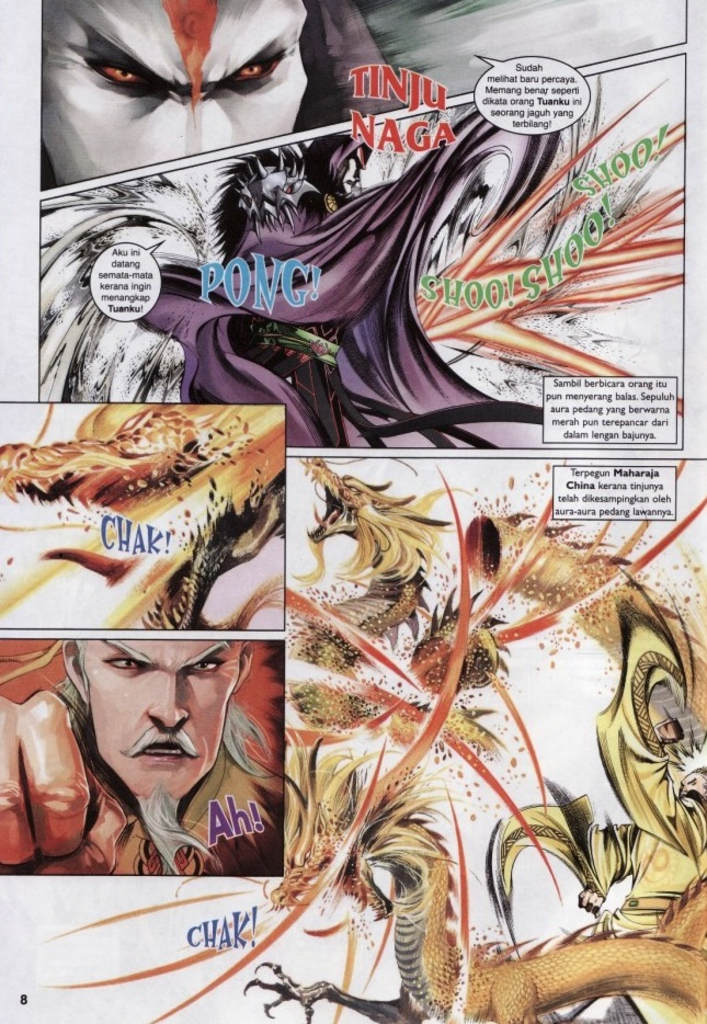 Sudah
melihat baru percaya.
Memang benar seperti
dikata orang Tuanku ini
seorang jaguh yang
terbilang!
TINJU
NAGA
Aku ini
datang
semata-mata
kerana ingin
menangkap
Tuanku!
PONG!
SHOO!SHOO!SHOO!
SHOO!
Sambil berbicara orang itu
pun menyerang balas. Sepuluh
aura pedang yang berwarna
merah pun terepancar dari
dalam lengan bajunya.
CHAK!
Terpegun Maharaja
China kerana tinjunya
telah dikesampingkan oleh
aura-aura pedang lawannya.
Ah!
CHAK!
8